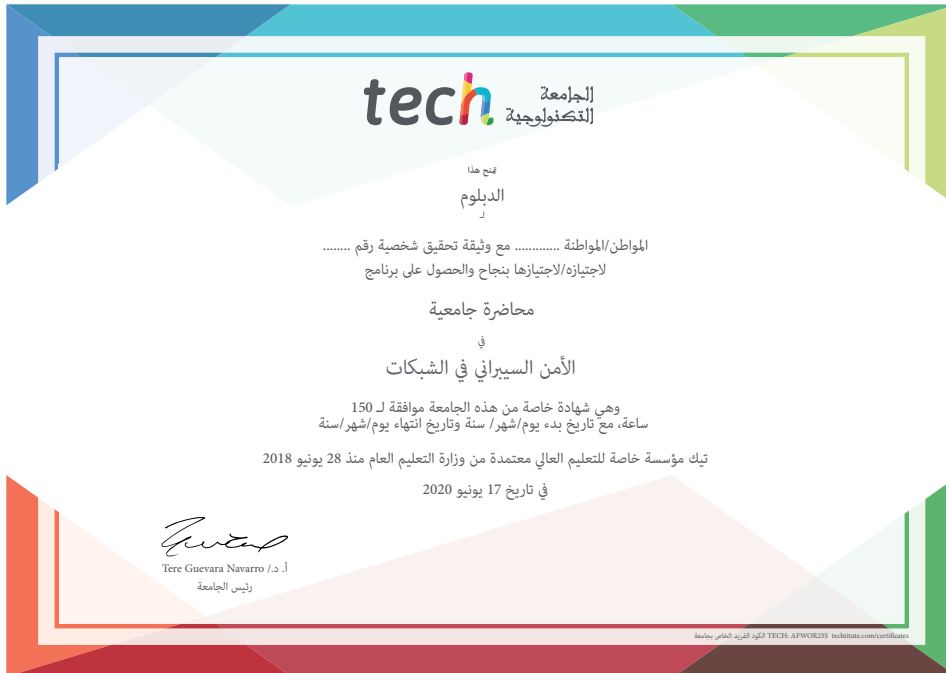 tech الجامعة
التكنولوجية
تمنح هذا
الدبلوم
لـ
المواطن/المواطنة ............ مع وثيقة تحقيق شخصية رقم ........
لاجتيازه/لاجتيازها بنجاح والحصول على برنامج
محاضرة جامعية
في
الأمن السيبراني في الشبكات
وهي شهادة خاصة من هذه الجامعة موافقة لـ 150
ساعة، مع تاريخ بدء يوم/شهر/ سنة وتاريخ انتهاء يوم/شهر/سنة
تيك مؤسسة خاصة للتعليم العالي معتمدة من وزارة التعليم العام منذ 28 يونيو 2018
في تاريخ 17 يونيو 2020
أ. د./ Tere Guevara Navarro
رئيس الجامعة
الكود الفريد الخاص بجامعة TECH: AFWOR23S techtitute.com/certificates